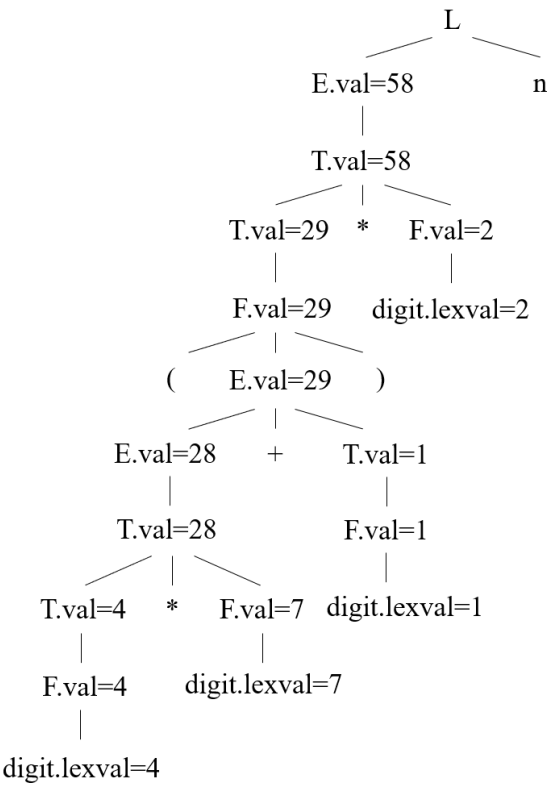 L
E.val=58 n
T.val=58
T.val=29 * F.val=2
F.val=29 digit.lexval=2
( E.val=29 )
E.val=28 + T.val=1
T.val=28 F.val=1
T.val=4 * F.val=7 digit.lexval=1
F.val=4 digit.lexval=7
digit.lexval=4